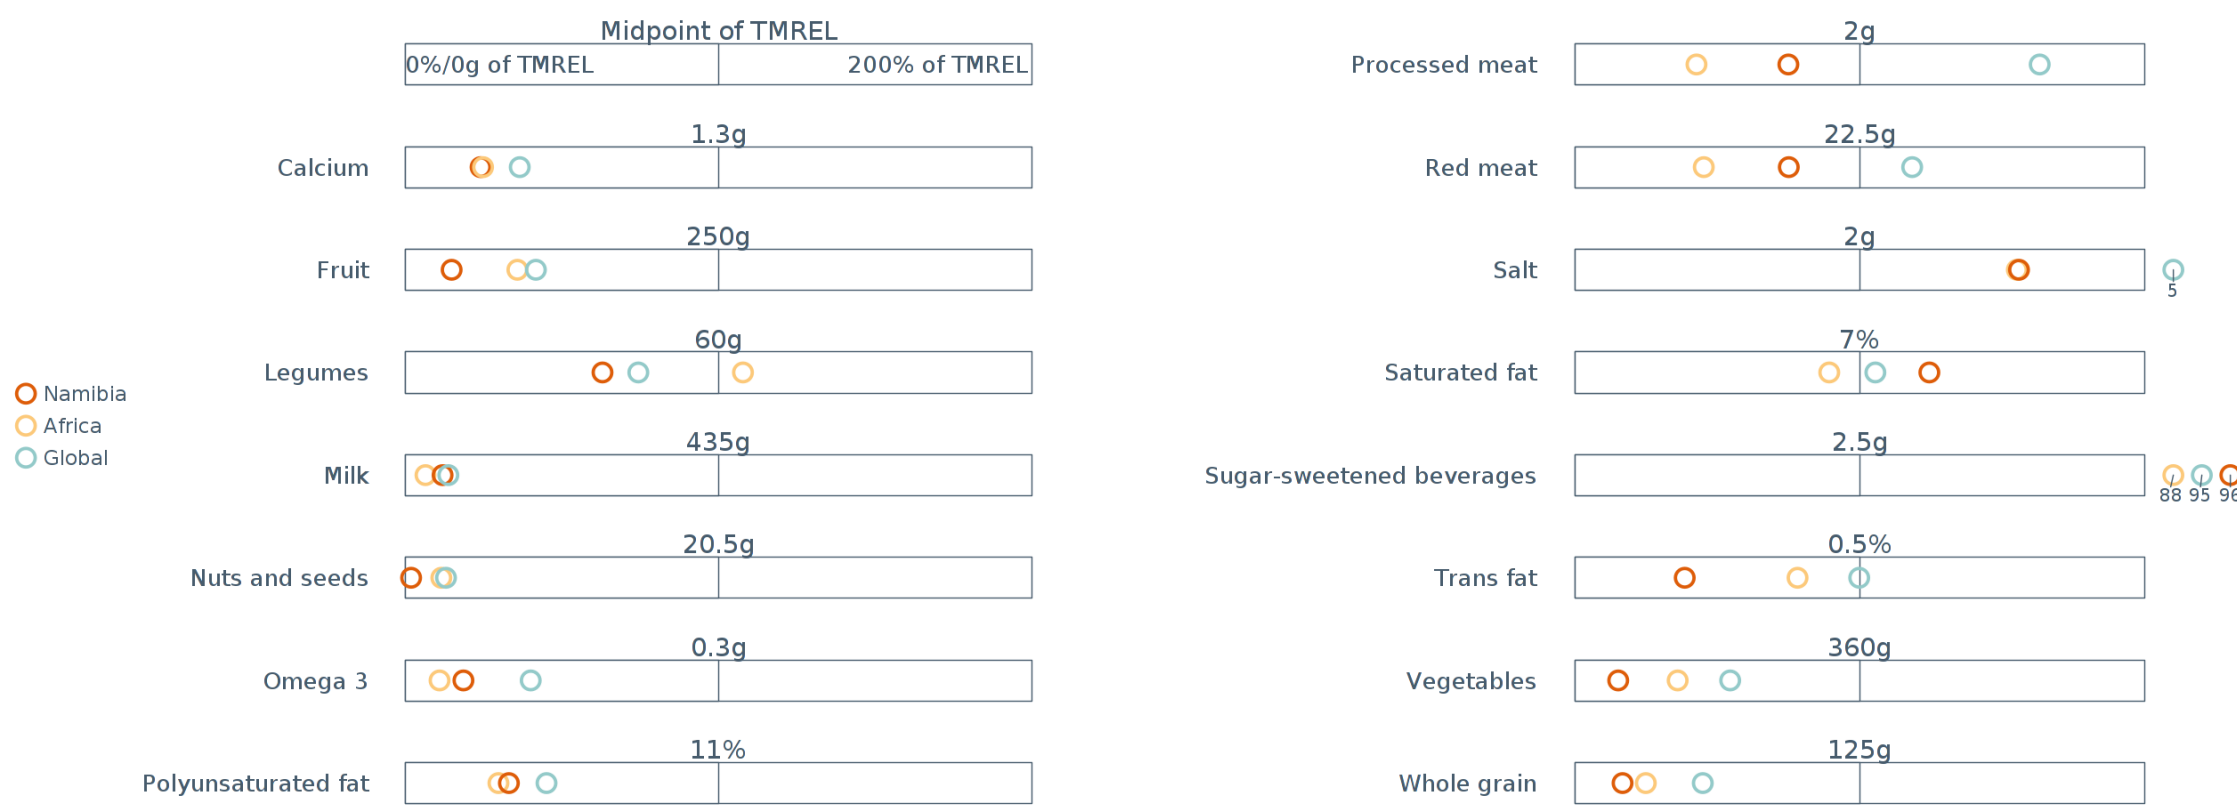 Midpoint of TMREL
0%/0g of TMREL 200% of TMREL
1.3g
Calcium
250g
Fruit
60g
Legumes
435g
Milk
20.5g
Nuts and seeds
0.3g
Omega 3
11%
Polyunsaturated fat
Namibia
Africa
Global
2g
Processed meat
22.5g
Red meat
2g
Salt
5
7%
Saturated fat
2.5g
Sugar-sweetened beverages
88 95 96
0.5%
Trans fat
360g
Vegetables
125g
Whole grain